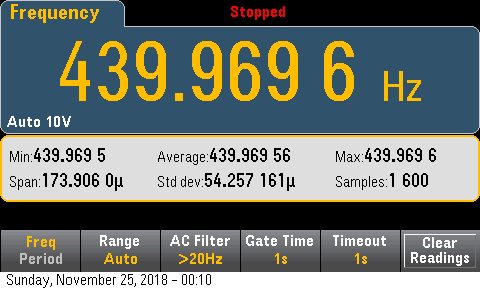 Frequency
Stopped
439.969 6 Hz
Auto 10V
Min:439.969 5 Average:439.969 56 Max:439.969 6
Span:173.906 0µ Std dev:54.257 161µ Samples:1 600
Freq Range AC Filter Gate Time Timeout Clear
Period Auto >20Hz 1s 1s Readings
Sunday, November 25, 2018 – 00:10